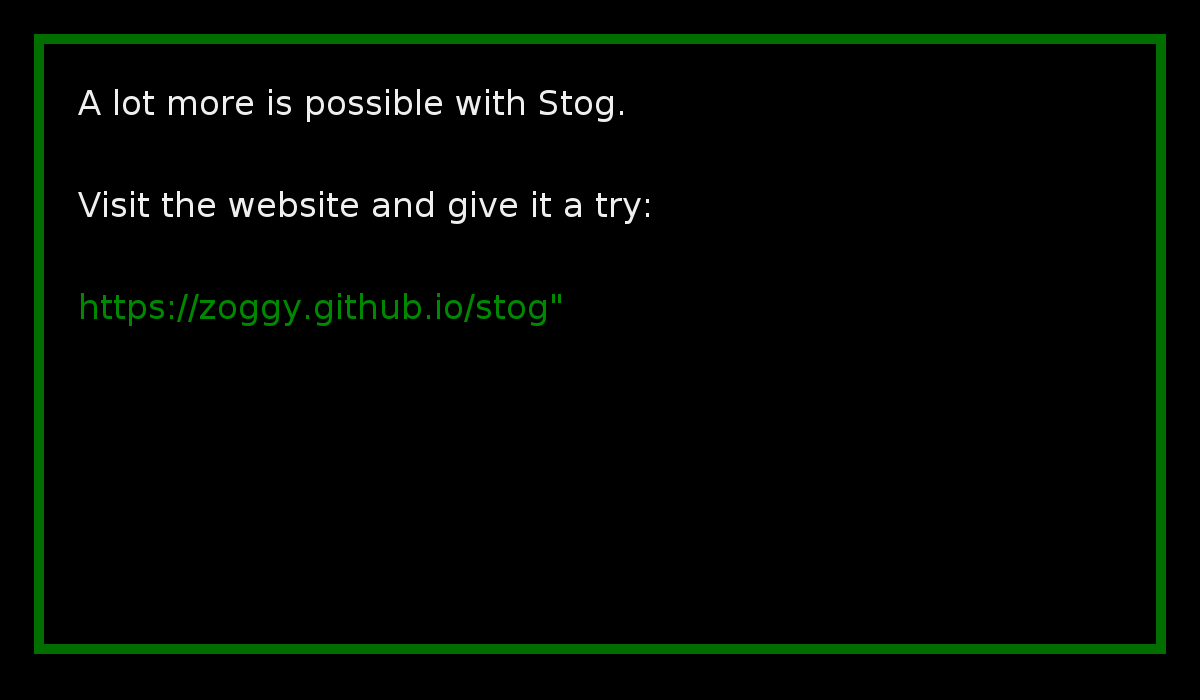 A lot more is possible with Stog.
Visit the website and give it a try:
https://zoggy.github.io/stog"